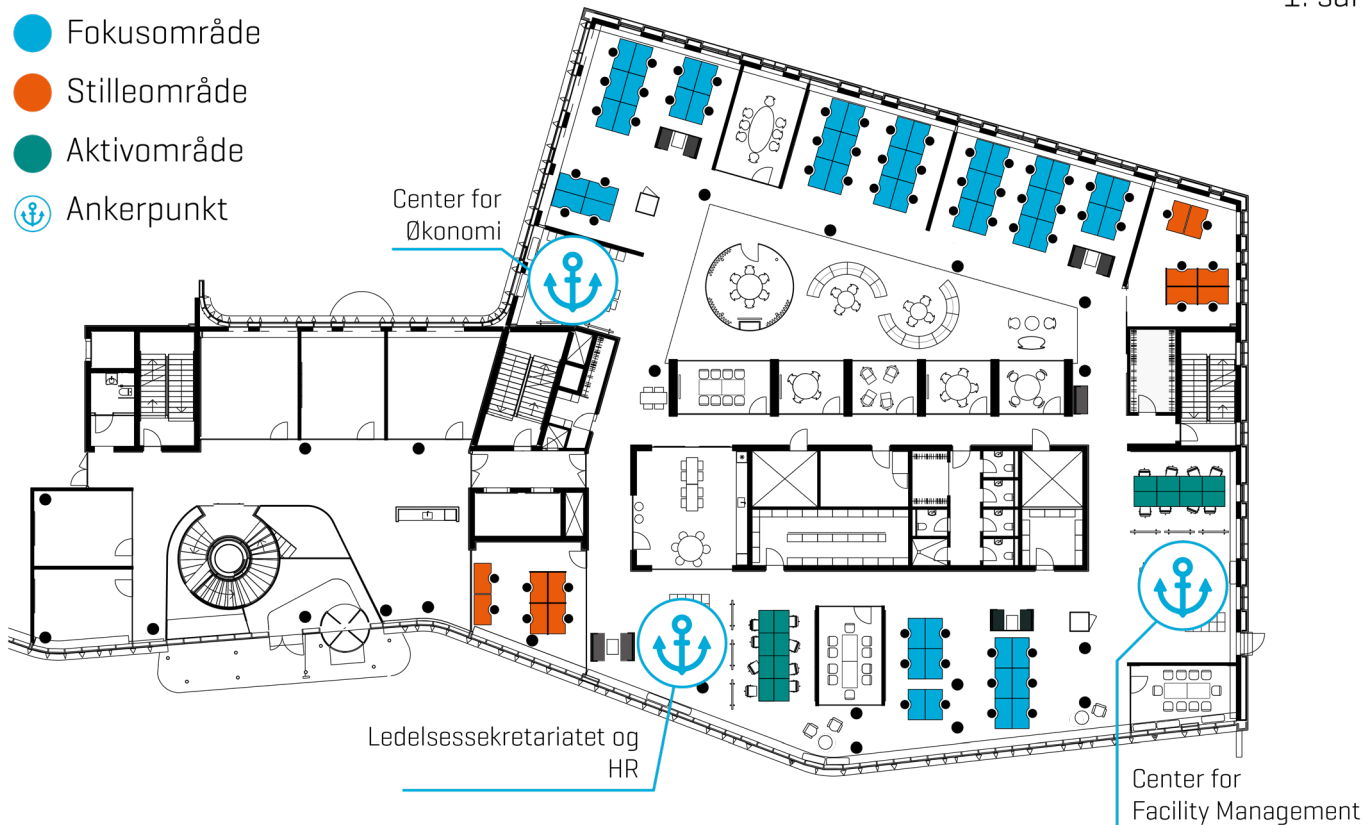 Fokusområde
Stilleområde
Aktivområde
Ankerpunkt
Center for
Økonomi
Ledelsessekretariatet og
HR
Center for
Facility Management